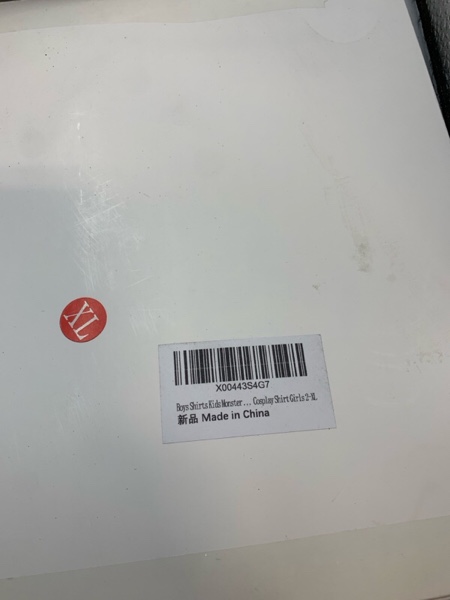 XL
X00443S4G7
Boys Shirts Kids Monster ... Cosplay Shirt Girls 2-XL
新品 Made in China